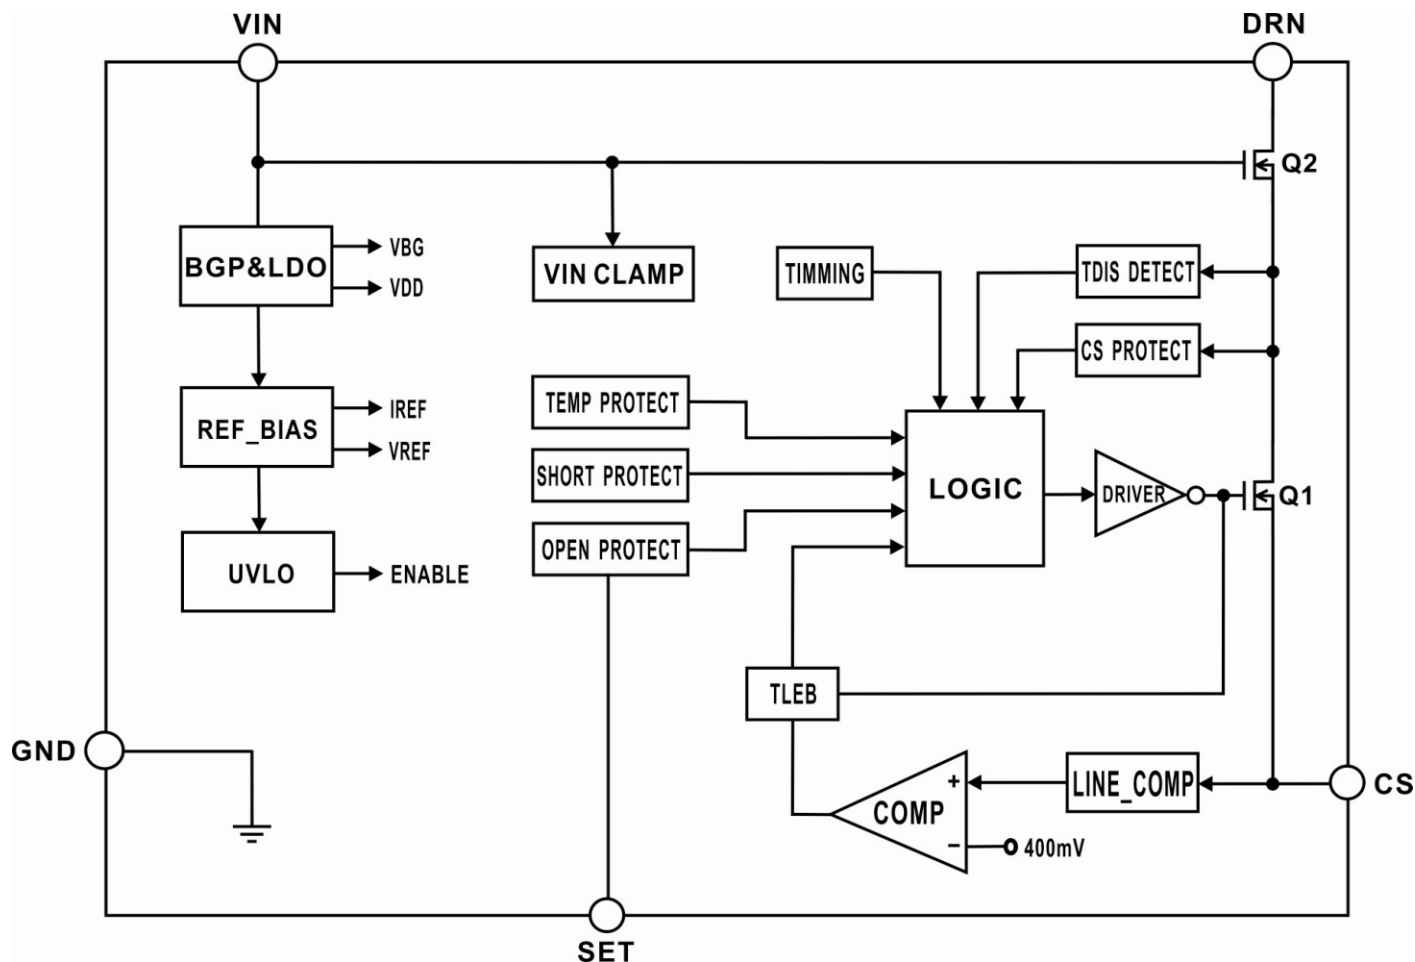 VIN
DRN
Q2
BGP&LDO
VBG
VDD
VIN CLAMP
TIMMING
TDIS DETECT
CS PROTECT
REF_BIAS
IREF
VREF
TEMP PROTECT
SHORT PROTECT
OPEN PROTECT
LOGIC
DRIVER
Q1
UVLO
ENABLE
TLEB
GND
COMP
+
−
LINE_COMP
CS
400mV
SET